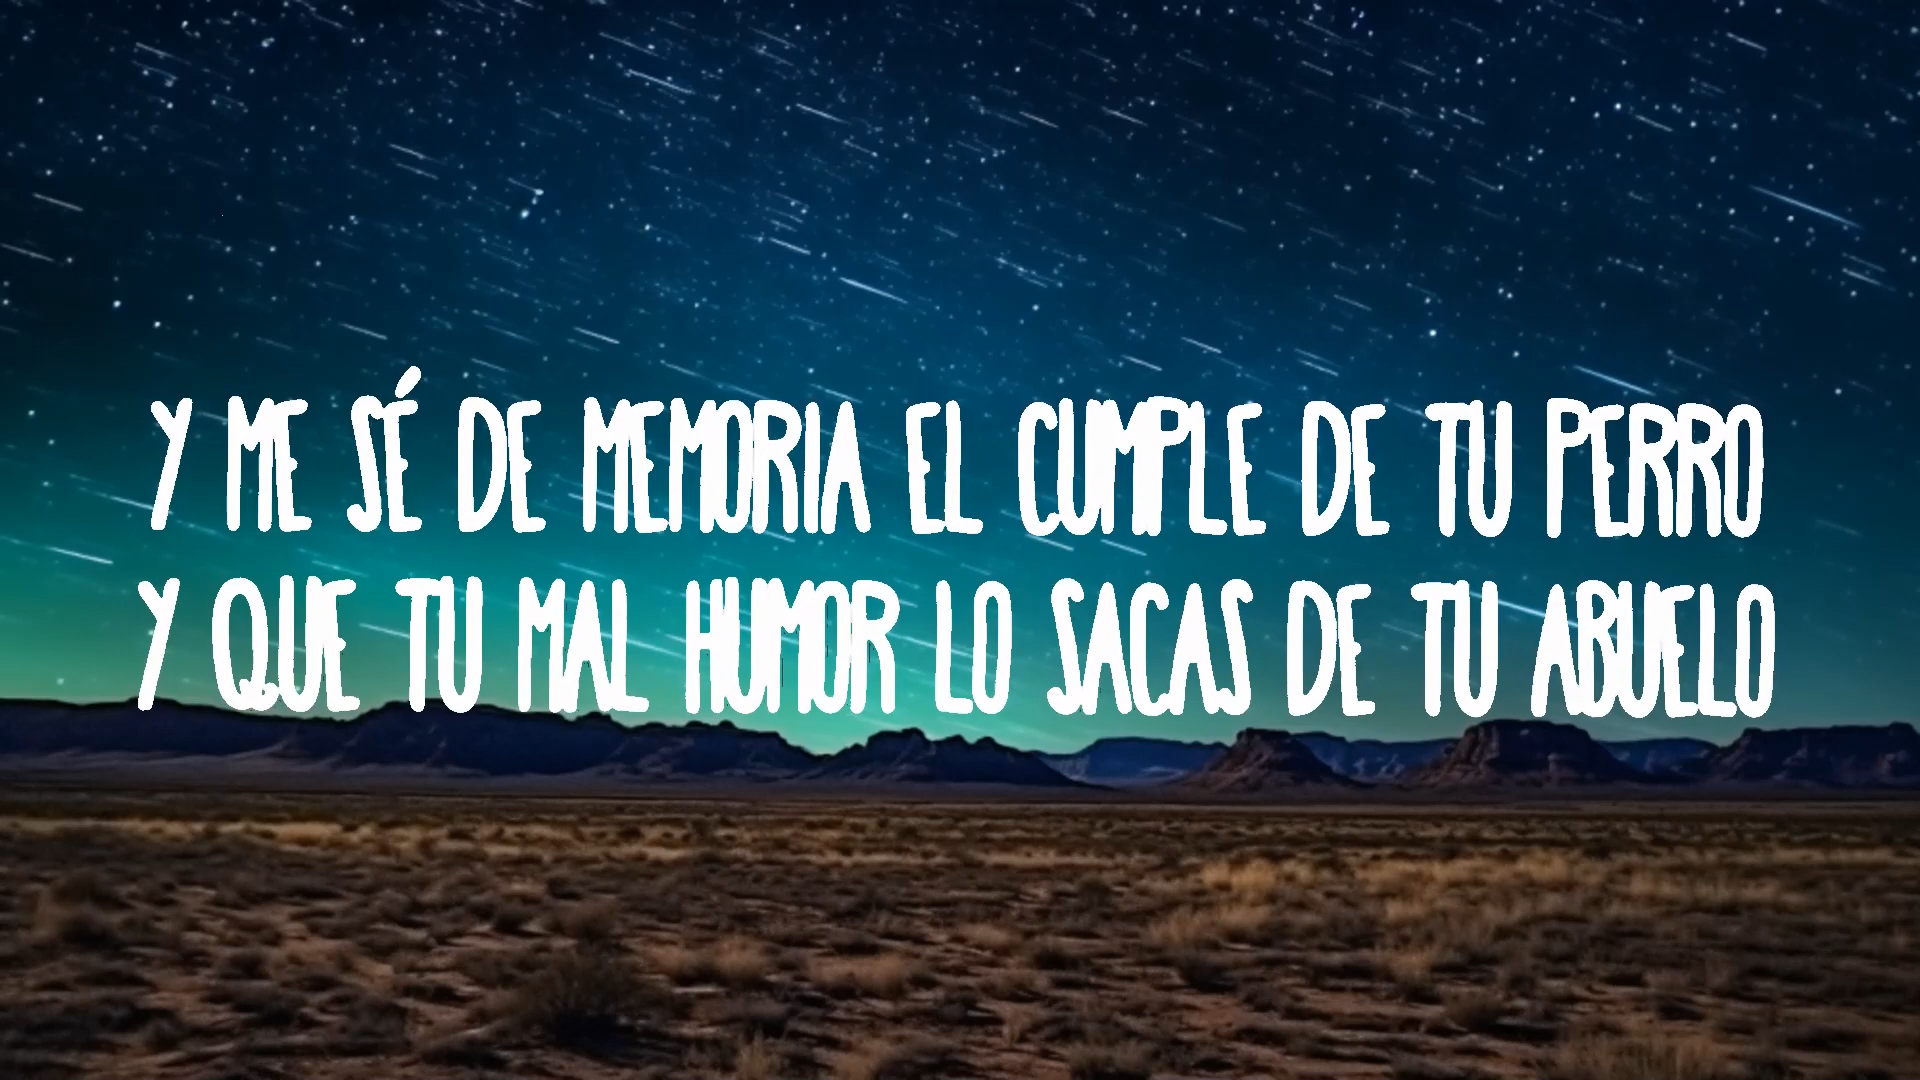 Y ME SÉ DE MEMORIA EL CUMPLE DE TU PERRO
Y QUE TU MAL HUMOR LO SACAS DE TU ABUELO